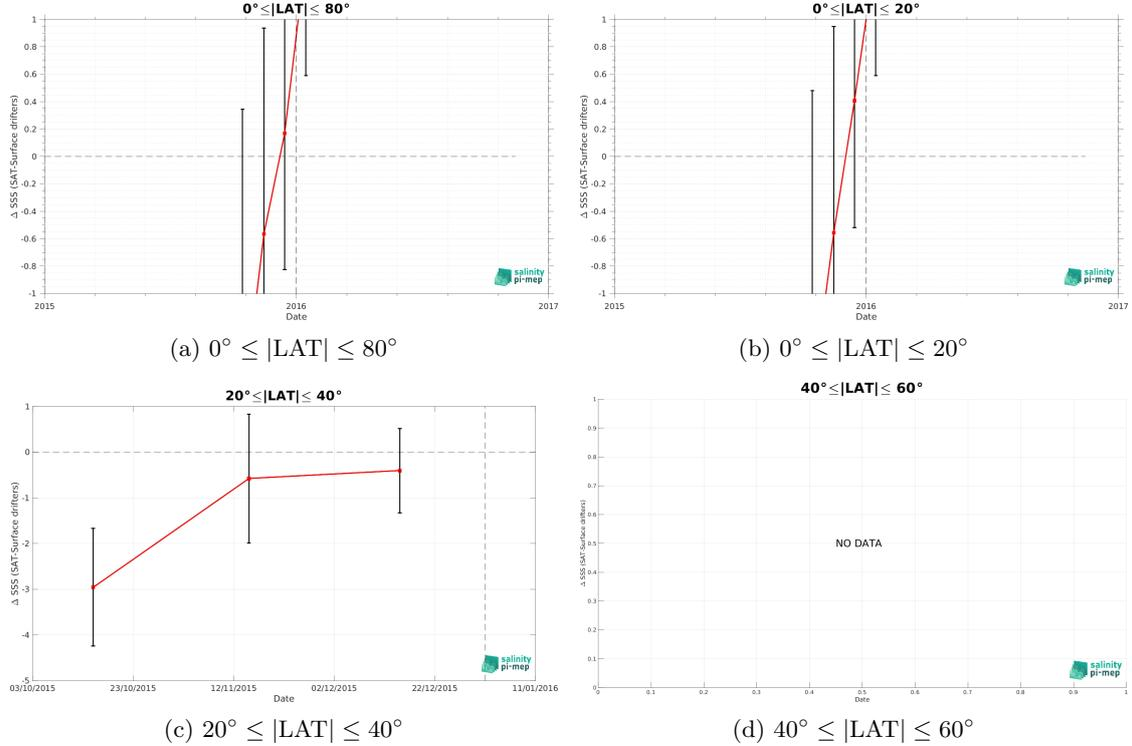 0°≤|LAT|≤ 80°
1
0.8
0.6
0.4
0.2
0
-0.2
-0.4
-0.6
-0.8
-1
Δ SSS (SAT-Surface drifters)
2015
2016
2017
Date
salinity
pi-mep
(a) 0° ≤ |LAT| ≤ 80°
0°≤|LAT|≤ 20°
1
0.8
0.6
0.4
0.2
0
-0.2
-0.4
-0.6
-0.8
-1
Δ SSS (SAT-Surface drifters)
2015
2016
2017
Date
salinity
pi-mep
(b) 0° ≤ |LAT| ≤ 20°
20°≤|LAT|≤ 40°
1
0
-1
-2
-3
-4
-5
Δ SSS (SAT-Surface drifters)
03/10/2015
23/10/2015
12/11/2015
02/12/2015
22/12/2015
11/01/2016
Date
salinity
pi-mep
(c) 20° ≤ |LAT| ≤ 40°
40°≤|LAT|≤ 60°
1
0.9
0.8
0.7
0.6
0.5
0.4
0.3
0.2
0.1
0
Δ SSS (SAT-Surface drifters)
NO DATA
0
0.1
0.2
0.3
0.4
0.5
0.6
0.7
0.8
0.9
1
Date
salinity
pi-mep
(d) 40° ≤ |LAT| ≤ 60°